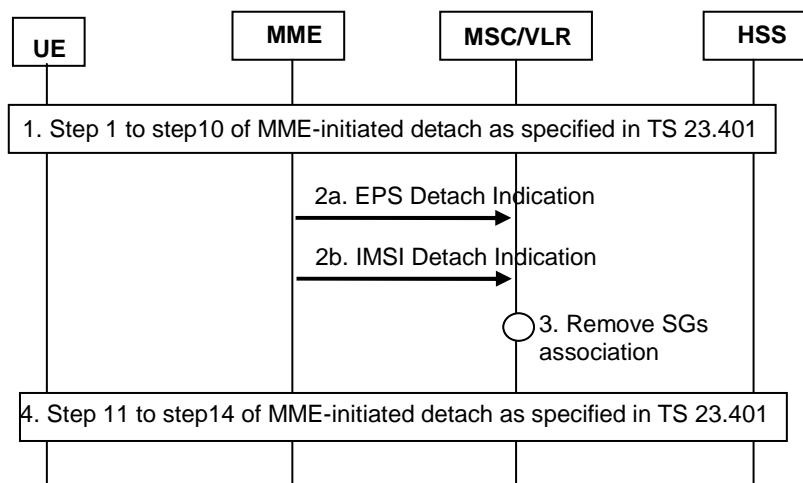 UE
MME
MSC/VLR
HSS
1. Step 1 to step10 of MME-initiated detach as specified in TS 23.401
2a. EPS Detach Indication
2b. IMSI Detach Indication
3. Remove SGs
association
4. Step 11 to step14 of MME-initiated detach as specified in TS 23.401